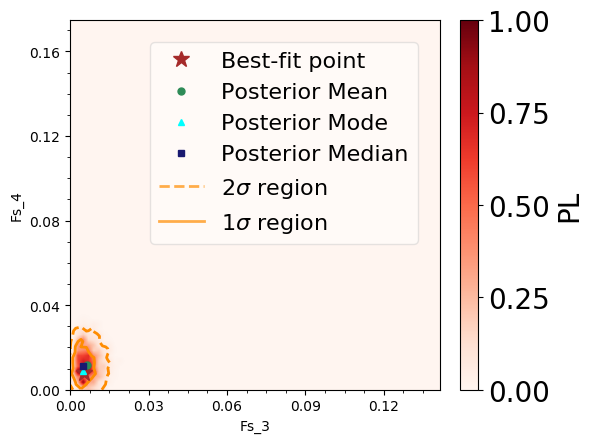 Best-fit point
Posterior Mean
Posterior Mode
Posterior Median
2σ region
1σ region
0.16
0.12
0.08
0.04
0.00
Fs_4
0.00 0.03 0.06 0.09 0.12
Fs_3
1.00
0.75
0.50
0.25
0.00
PL